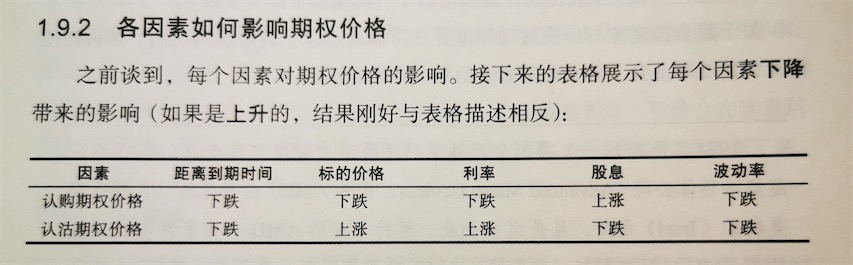 1.9.2 各因素如何影响期权价格
之前谈到，每个因素对期权价格的影响。接下来的表格展示了每个因素下降
带来的影响（如果是上升的，结果刚好与表格描述相反）：
因素 距离到期时间 标的价格 利率 股息 波动率
认购期权价格 下跌 下跌 下跌 上涨 下跌
认沽期权价格 下跌 上涨 上涨 下跌 下跌